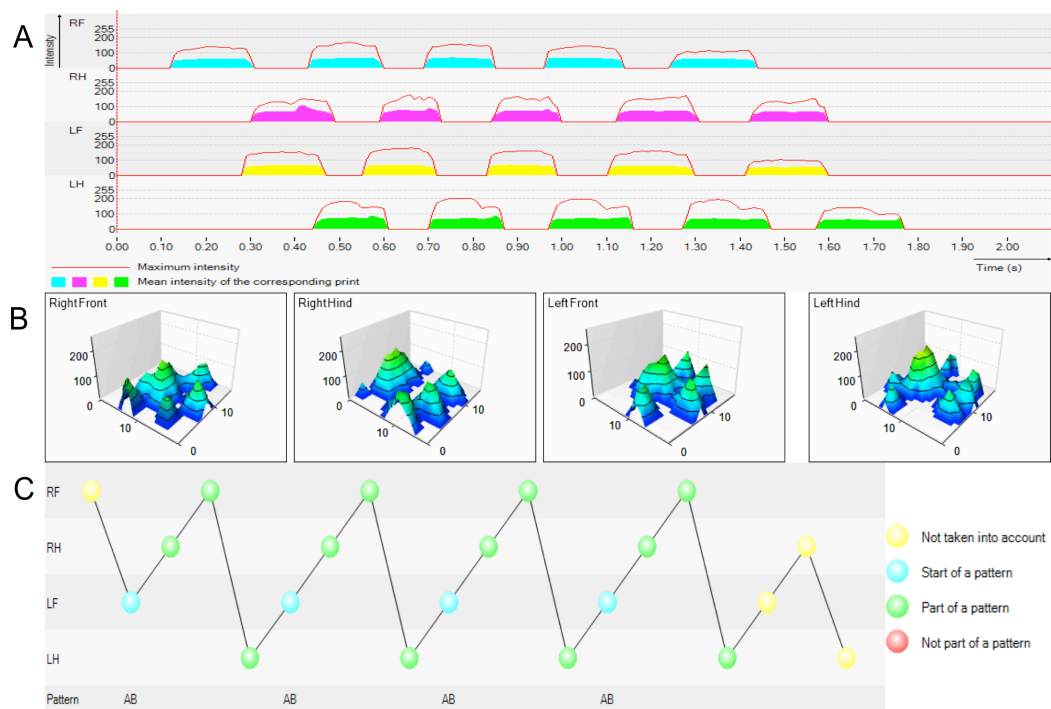 A
Intensity
RF
255
200
100
0
RH
255
200
100
0
LF
255
200
100
0
LH
255
200
100
0
0.00 0.10 0.20 0.30 0.40 0.50 0.60 0.70 0.80 0.90 1.00 1.10 1.20 1.30 1.40 1.50 1.60 1.70 1.80 1.90 2.00
Maximum intensity
Mean intensity of the corresponding print
Time (s)
B
RightFront
200
100
0
10
10
0
RightHind
200
100
0
10
10
0
LeftFront
200
100
50
0
10
10
0
LeftHind
200
100
0
10
10
0
C
RF
RH
LF
LH
Pattern AB AB AB AB
Not taken into account
Start of a pattern
Part of a pattern
Not part of a pattern